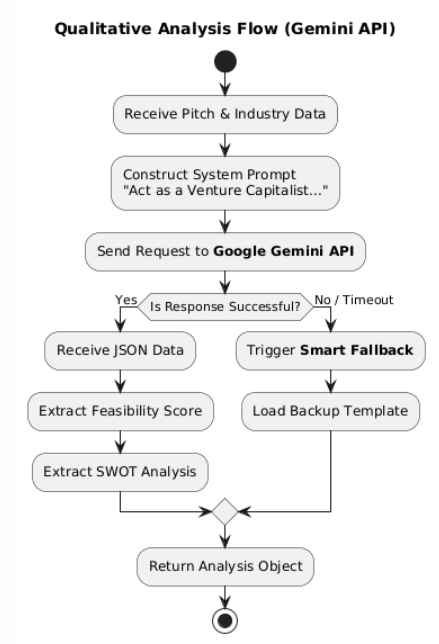 Qualitative Analysis Flow (Gemini API)
Receive Pitch & Industry Data
Construct System Prompt
"Act as a Venture Capitalist..."
Send Request to Google Gemini API
Is Response Successful?
Yes
No / Timeout
Receive JSON Data
Trigger Smart Fallback
Extract Feasibility Score
Load Backup Template
Extract SWOT Analysis
Return Analysis Object